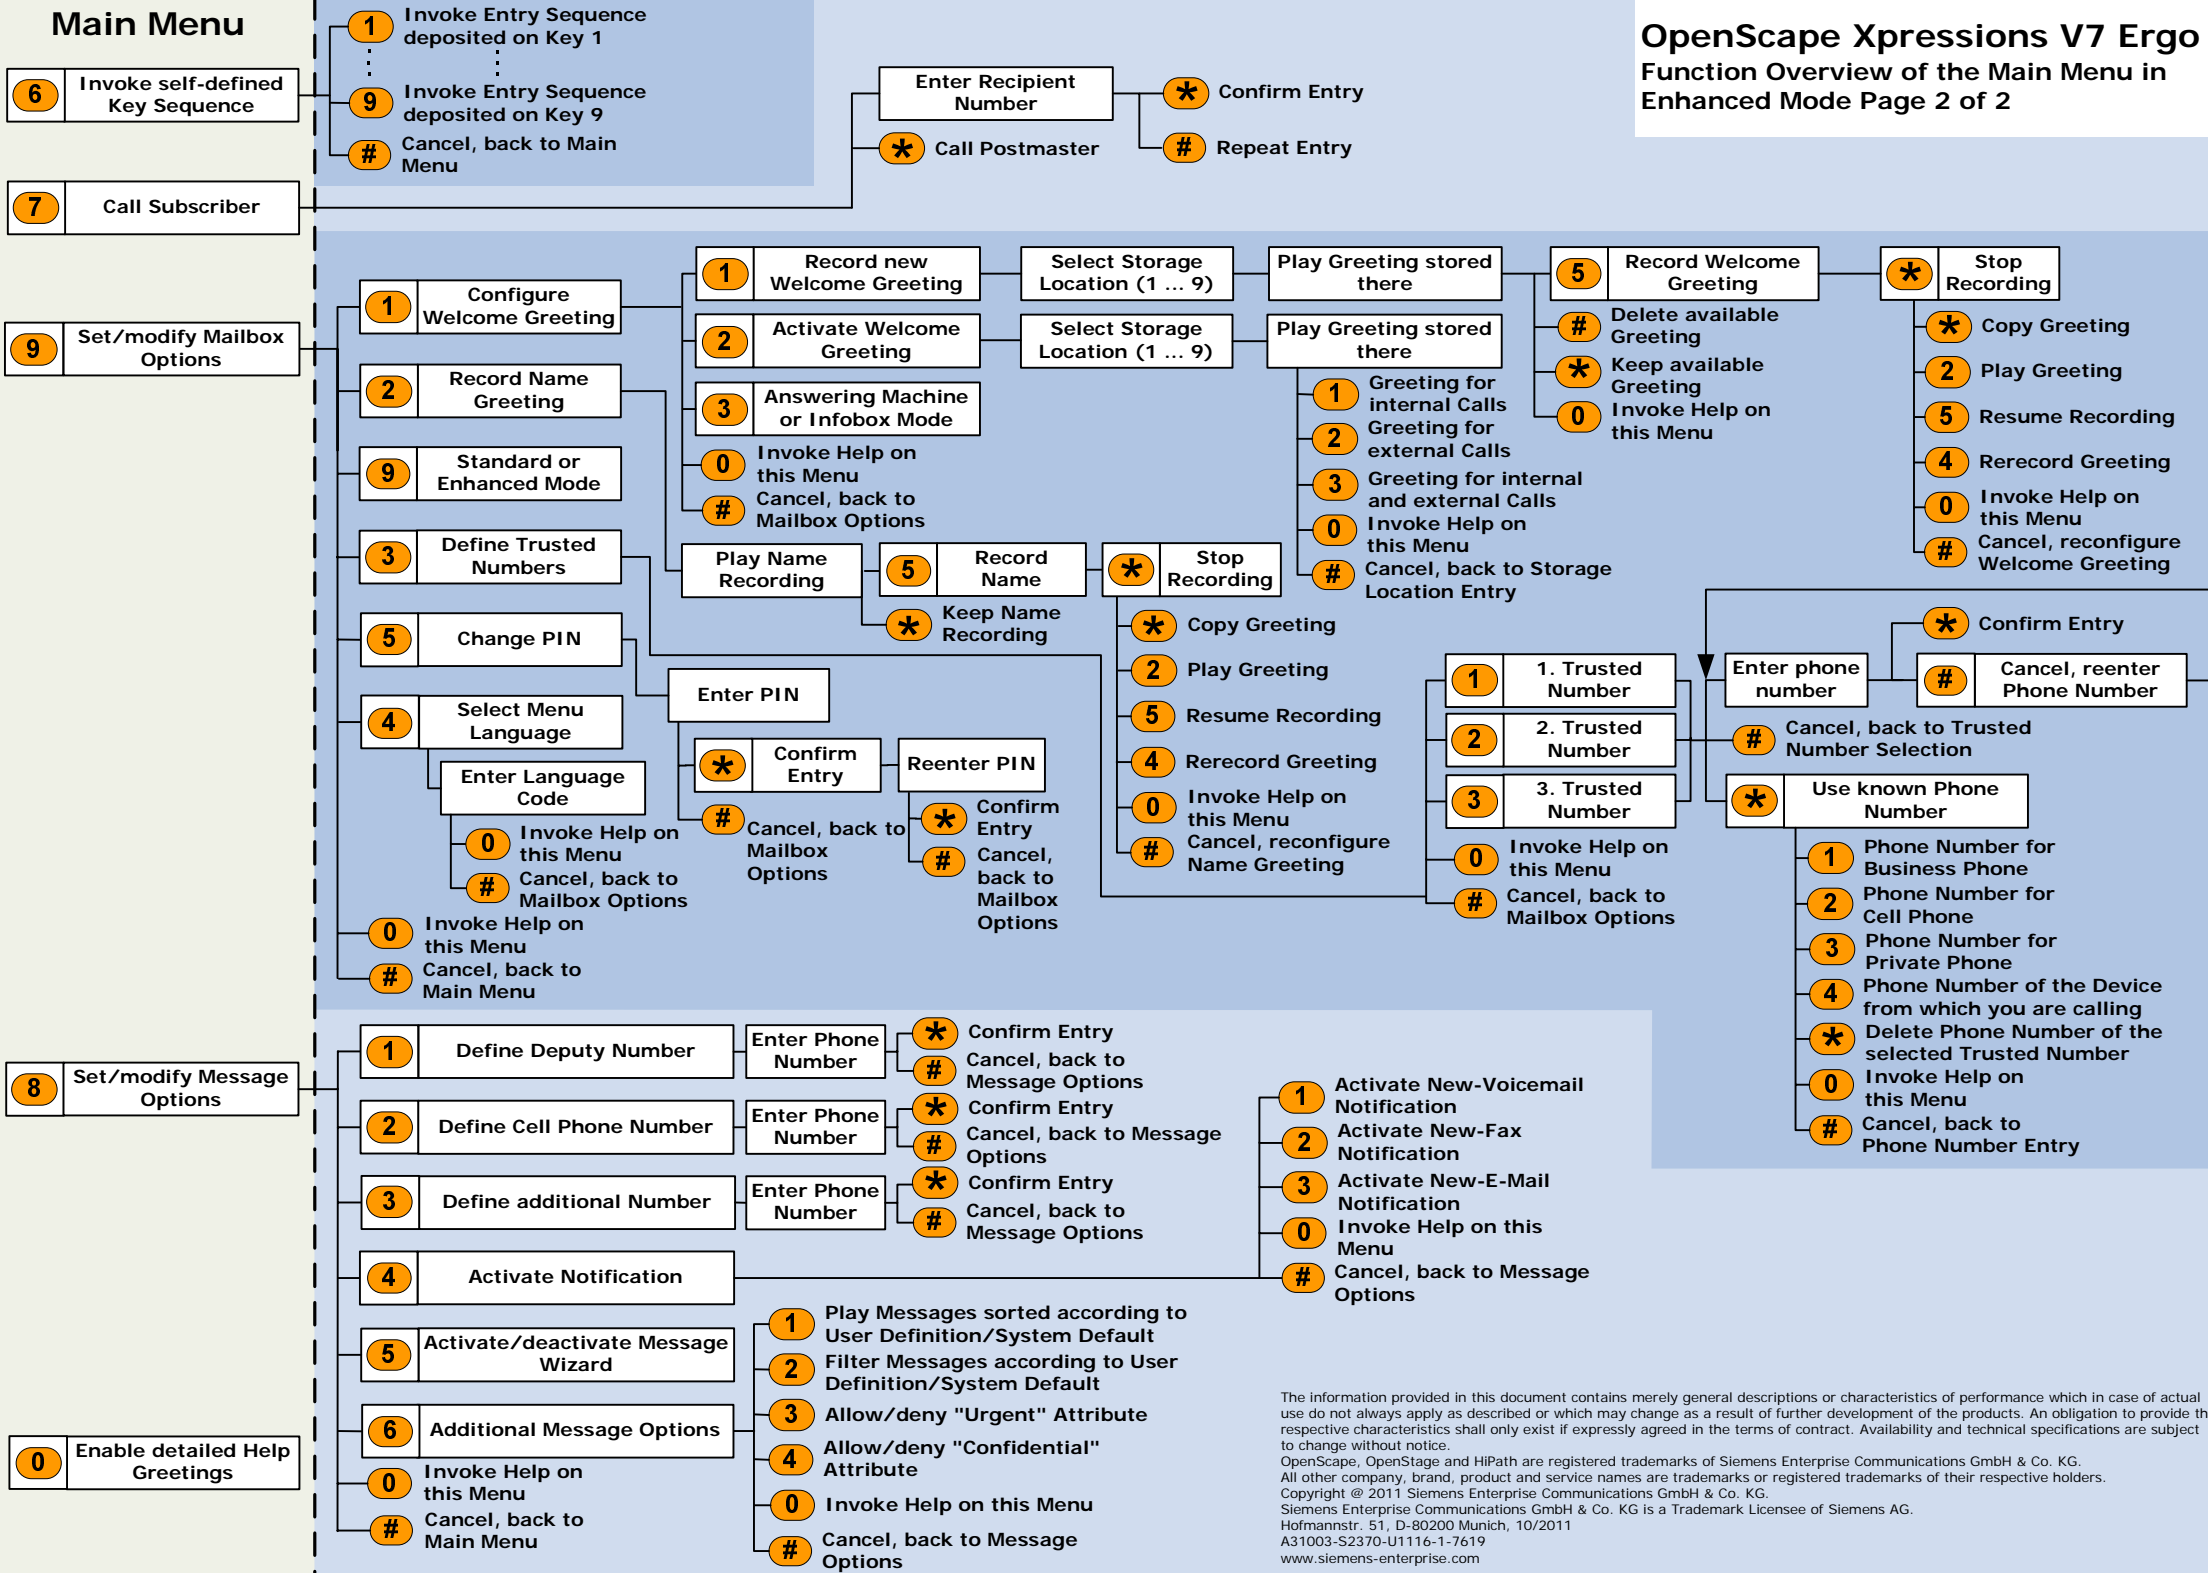 Main Menu
OpenScape Xpressions V7 Ergo
Function Overview of the Main Menu in
Enhanced Mode Page 2 of 2
6 Invoke self-defined
Key Sequence
1 Invoke Entry Sequence
deposited on Key 1
9 Invoke Entry Sequence
deposited on Key 9
# Cancel, back to Main
Menu
7 Call Subscriber
Enter Recipient
Number
* Confirm Entry
# Repeat Entry
* Call Postmaster
9 Set/modify Mailbox
Options
1 Configure
Welcome Greeting
1 Record new
Welcome Greeting
Select Storage
Location (1 ... 9)
Play Greeting stored
there
5 Record Welcome
Greeting
* Stop
Recording
* Copy Greeting
2 Play Greeting
5 Resume Recording
4 Rerecord Greeting
0 Invoke Help on
this Menu
# Cancel, reconfigure
Welcome Greeting
# Delete available
Greeting
* Keep available
Greeting
0 Invoke Help on
this Menu
2 Activate Welcome
Greeting
Select Storage
Location (1 ... 9)
Play Greeting stored
there
1 Greeting for
internal Calls
2 Greeting for
external Calls
3 Greeting for internal
and external Calls
0 Invoke Help on
this Menu
# Cancel, back to Storage
Location Entry
3 Answering Machine
or Infobox Mode
0 Invoke Help on
this Menu
# Cancel, back to
Mailbox Options
2 Record Name
Greeting
Play Name
Recording
5 Record
Name
* Stop
Recording
* Keep Name
Recording
* Copy Greeting
2 Play Greeting
5 Resume Recording
4 Rerecord Greeting
0 Invoke Help on
this Menu
# Cancel, reconfigure
Name Greeting
9 Standard or
Enhanced Mode
3 Define Trusted
Numbers
1 1. Trusted
Number
2 2. Trusted
Number
3 3. Trusted
Number
0 Invoke Help on
this Menu
# Cancel, back to
Mailbox Options
Enter phone
number
* Confirm Entry
# Cancel, reenter
Phone Number
# Cancel, back to Trusted
Number Selection
* Use known Phone
Number
1 Phone Number for
Business Phone
2 Phone Number for
Cell Phone
3 Phone Number for
Private Phone
4 Phone Number of the Device
from which you are calling
* Delete Phone Number of the
selected Trusted Number
0 Invoke Help on
this Menu
# Cancel, back to
Phone Number Entry
5 Change PIN
Enter PIN
* Confirm
Entry
Reenter PIN
* Confirm
Entry
# Cancel,
back to
Mailbox
Options
# Cancel, back to
Mailbox
Options
4 Select Menu
Language
Enter Language
Code
0 Invoke Help on
this Menu
# Cancel, back to
Mailbox Options
0 Invoke Help on
this Menu
# Cancel, back to
Main Menu
8 Set/modify Message
Options
1 Define Deputy Number
Enter Phone
Number
* Confirm Entry
# Cancel, back to
Message Options
2 Define Cell Phone Number
Enter Phone
Number
* Confirm Entry
# Cancel, back to Message
Options
3 Define additional Number
Enter Phone
Number
* Confirm Entry
# Cancel, back to
Message Options
4 Activate Notification
1 Activate New-Voicemail
Notification
2 Activate New-Fax
Notification
3 Activate New-E-Mail
Notification
0 Invoke Help on this
Menu
# Cancel, back to Message
Options
5 Activate/deactivate Message
Wizard
6 Additional Message Options
1 Play Messages sorted according to
User Definition/System Default
2 Filter Messages according to User
Definition/System Default
3 Allow/deny "Urgent" Attribute
4 Allow/deny "Confidential"
Attribute
0 Invoke Help on this Menu
# Cancel, back to Message
Options
0 Invoke Help on
this Menu
# Cancel, back to
Main Menu
0 Enable detailed Help
Greetings
The information provided in this document contains merely general descriptions or characteristics of performance which in case of actual
use do not always apply as described or which may change as a result of further development of the products. An obligation to provide th
respective characteristics shall only exist if expressly agreed in the terms of contract. Availability and technical specifications are subject
to change without notice.
OpenScape, OpenStage and HiPath are registered trademarks of Siemens Enterprise Communications GmbH & Co. KG.
All other company, brand, product and service names are trademarks or registered trademarks of their respective holders.
Copyright @ 2011 Siemens Enterprise Communications GmbH & Co. KG.
Siemens Enterprise Communications GmbH & Co. KG is a Trademark Licensee of Siemens AG.
Hofmannstr. 51, D-80200 Munich, 10/2011
A31003-S2370-U1116-1-7619
www.siemens-enterprise.com